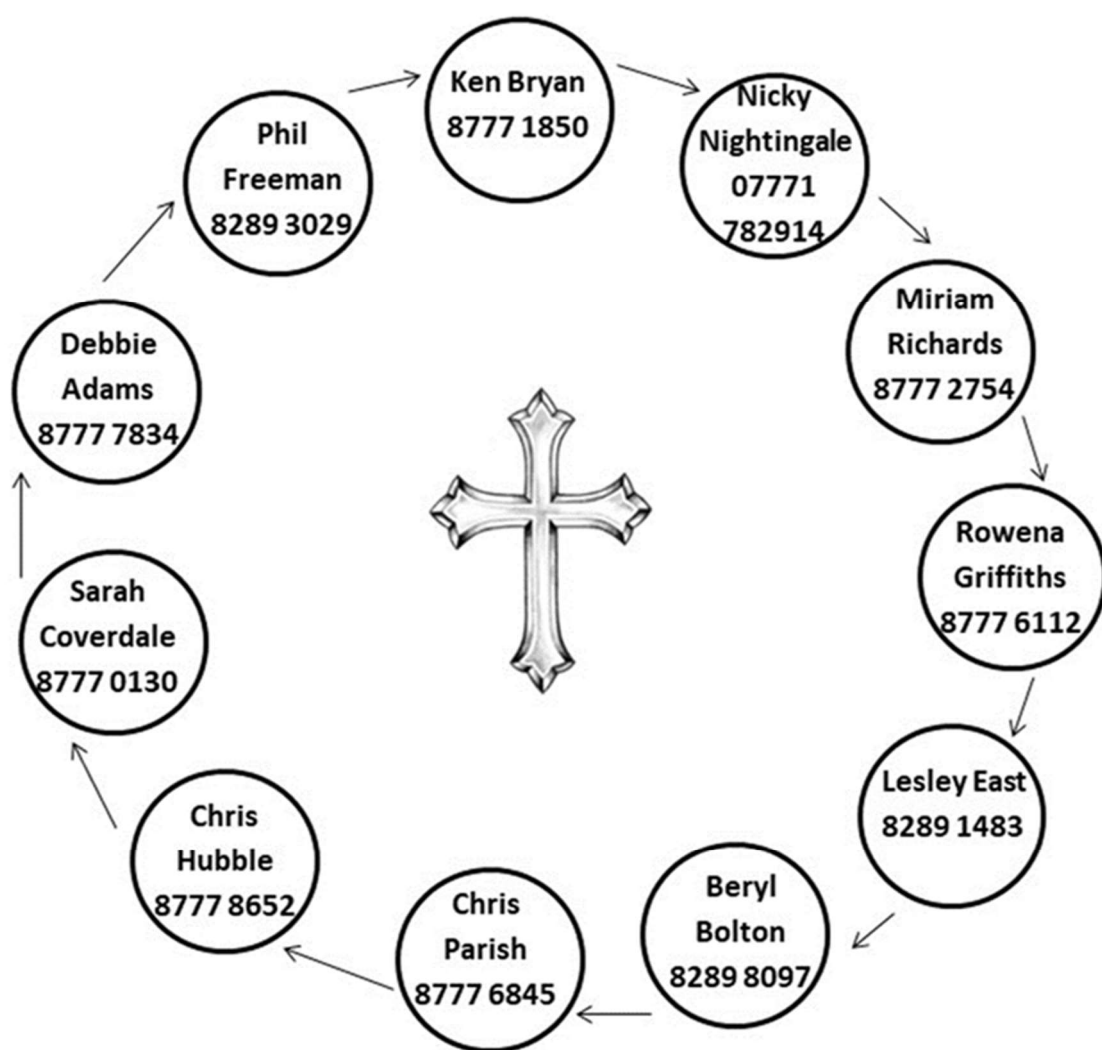 Ken Bryan
8777 1850
Nicky
Nightingale
07771
782914
Miriam
Richards
8777 2754
Rowena
Griffiths
8777 6112
Lesley East
8289 1483
Beryl
Bolton
8289 8097
Chris
Parish
8777 6845
Chris
Hubble
8777 8652
Sarah
Coverdale
8777 0130
Debbie
Adams
8777 7834
Phil
Freeman
8289 3029